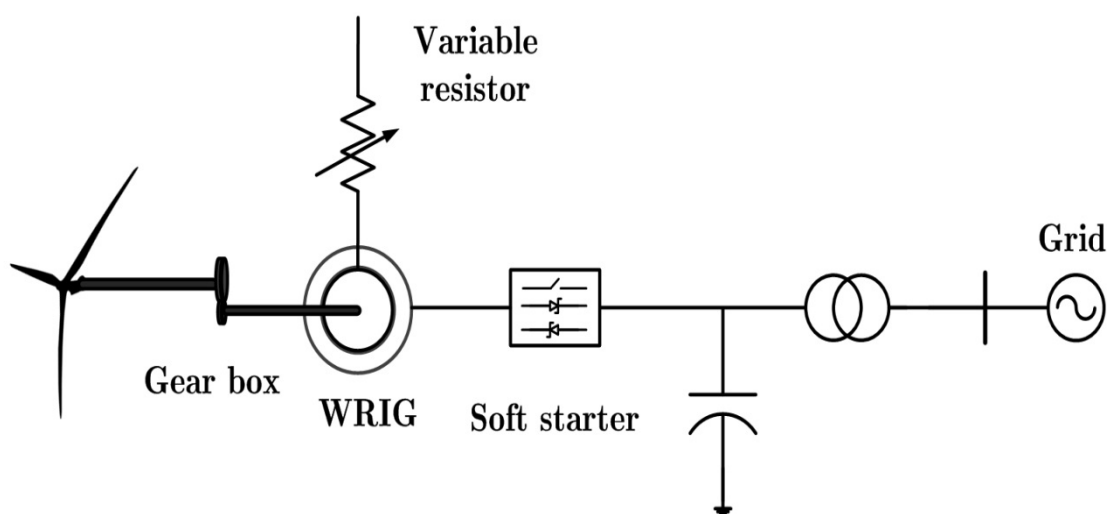 Variable
resistor
Grid
Gear box
WRIG
Soft starter